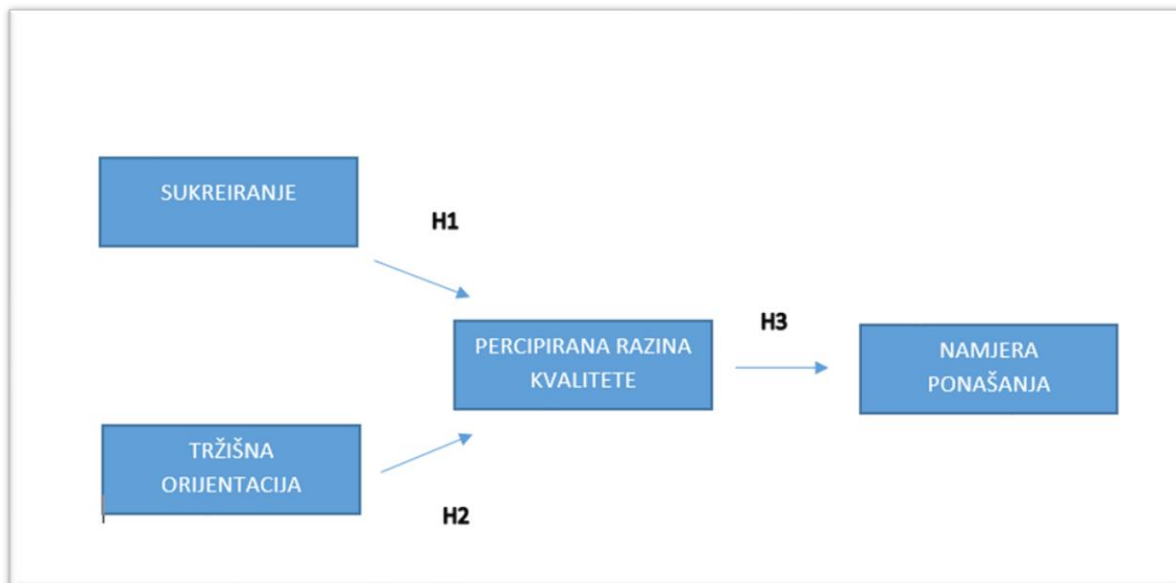 SUKREIRANJE
H1
PERCIPIRANA RAZINA
KVALITETE
H3
NAMJERA
PONAŠANJA
TRŽIŠNA
ORIJENTACIJA
H2